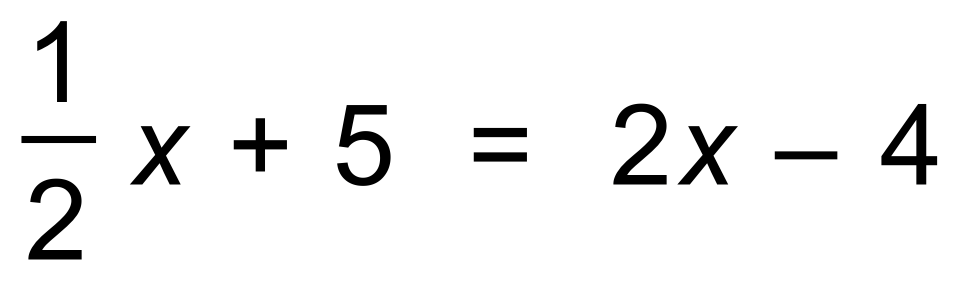 1/2 x + 5 = 2x – 4